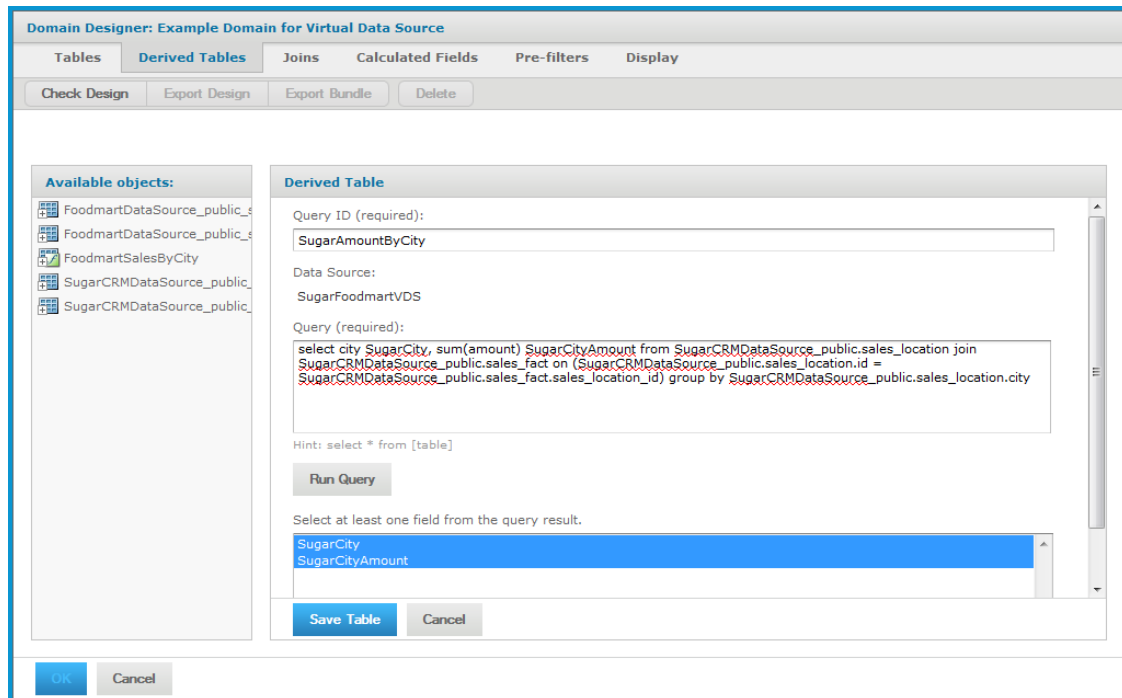 Domain Designer: Example Domain for Virtual Data Source
Tables Derived Tables Joins Calculated Fields Pre-filters Display
Check Design Export Design Export Bundle Delete
Available objects:
FoodmartDataSource_public_s
FoodmartDataSource_public_s
FoodmartSalesByCity
SugarCRMDataSource_public_
SugarCRMDataSource_public_
Derived Table
Query ID (required):
SugarAmountByCity
Data Source:
SugarFoodmartVDS
Query (required):
select city SugarCity, sum(amount) SugarCityAmount from SugarCRMDataSource_public.sales_location join
SugarCRMDataSource_public.sales_fact on (SugarCRMDataSource_public.sales_location.id =
SugarCRMDataSource_public.sales_fact.sales_location_id) group by SugarCRMDataSource_public.sales_location.city
Hint: select * from [table]
Run Query
Select at least one field from the query result.
SugarCity
SugarCityAmount
Save Table Cancel
OK Cancel